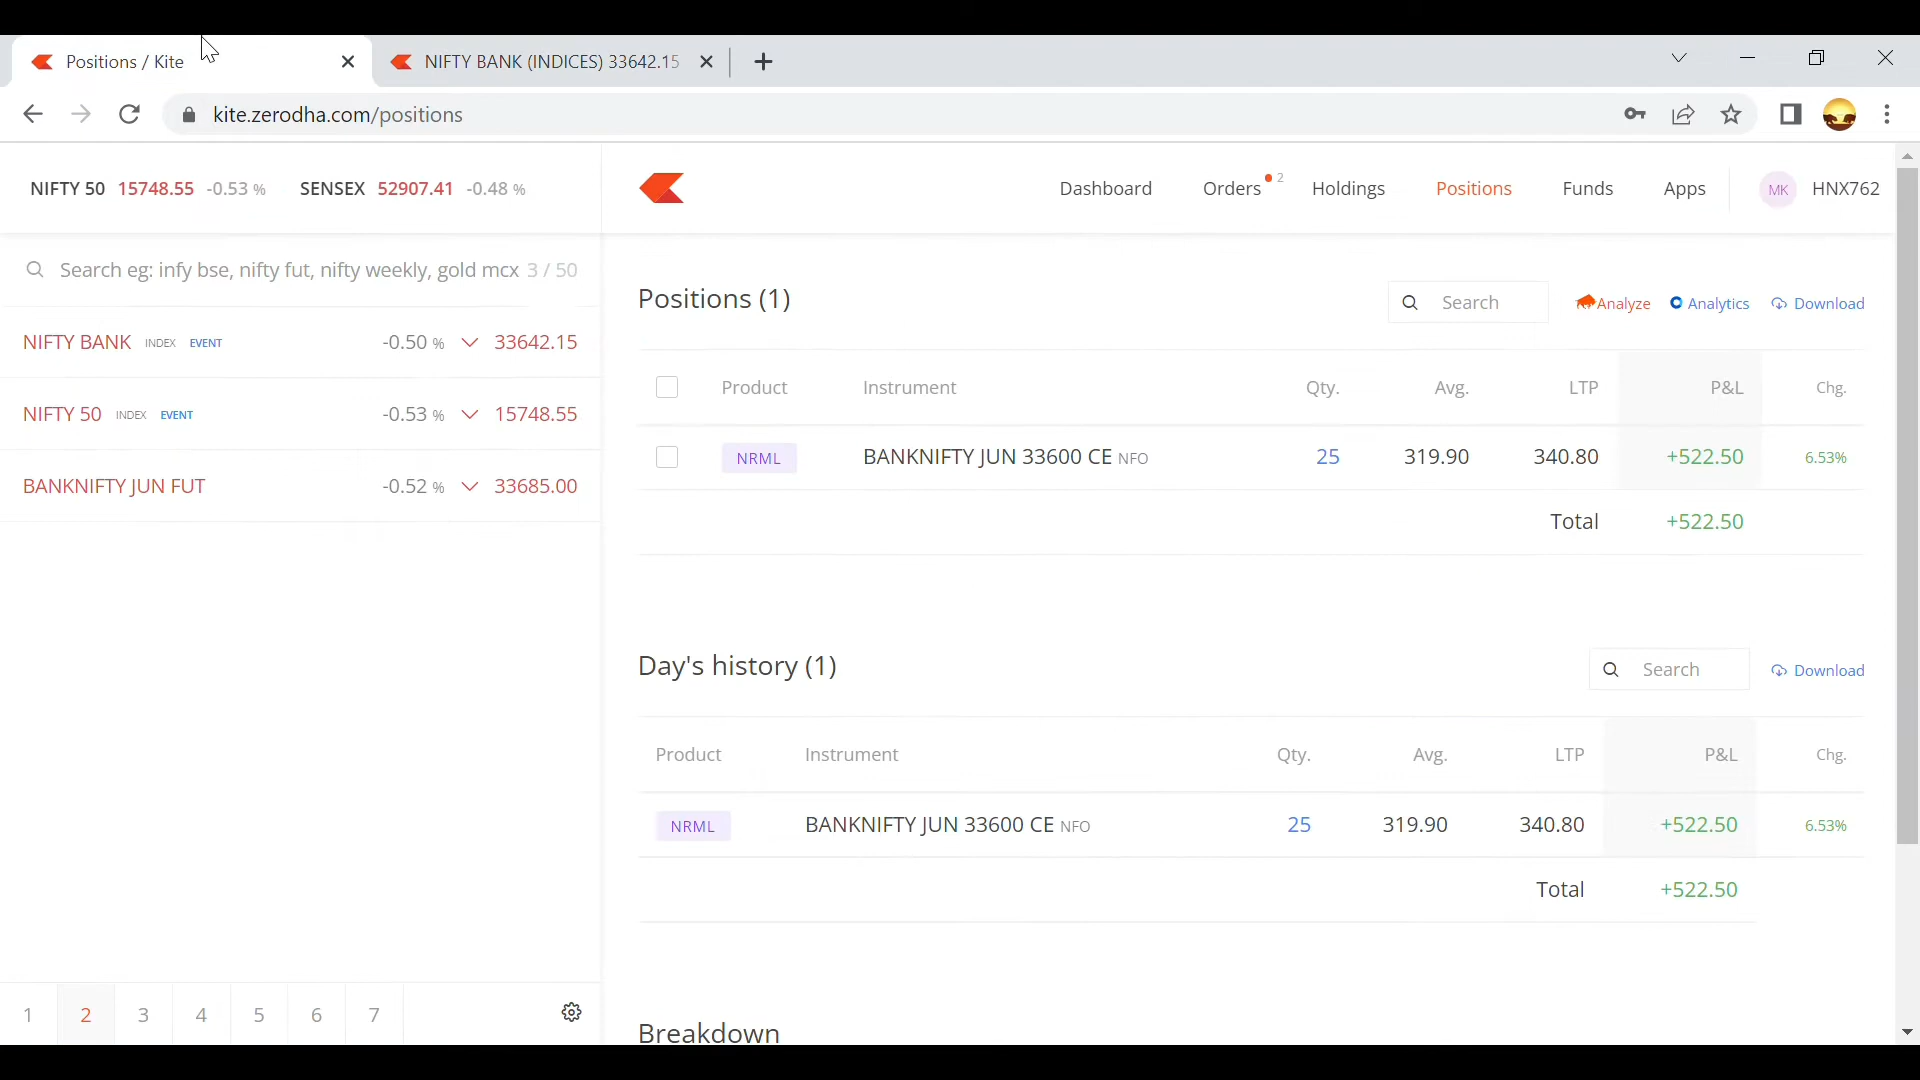 Positions / Kite
NIFTY BANK (INDICES) 33642.15
kite.zerodha.com/positions
NIFTY 50 15748.55 -0.53 % SENSEX 52907.41 -0.48 %
Dashboard Orders 2 Holdings Positions Funds Apps MK HNX762
Search eg: infy bse, nifty fut, nifty weekly, gold mcx 3 / 50
NIFTY BANK INDEX EVENT -0.50 % 33642.15
NIFTY 50 INDEX EVENT -0.53 % 15748.55
BANKNIFTY JUN FUT -0.52 % 33685.00
1 2 3 4 5 6 7
Positions (1)
Search Analyze Analytics Download
Product Instrument Qty. Avg. LTP P&L Chg.
NRML BANKNIFTY JUN 33600 CE NFO 25 319.90 340.80 +522.50 6.53%
Total +522.50
Day's history (1)
Search Download
Product Instrument Qty. Avg. LTP P&L Chg.
NRML BANKNIFTY JUN 33600 CE NFO 25 319.90 340.80 +522.50 6.53%
Total +522.50
Breakdown